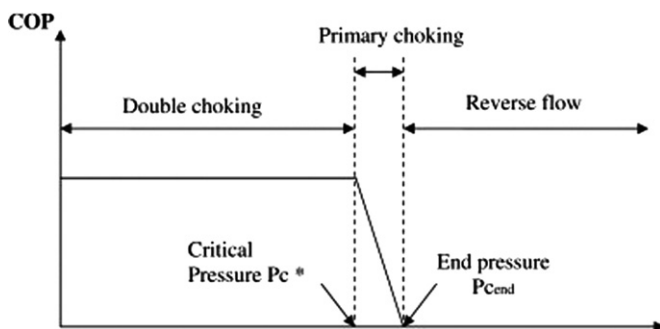 COP
Primary choking
Double choking
Reverse flow
Critical
Pressure Pc *
End pressure
Pcend